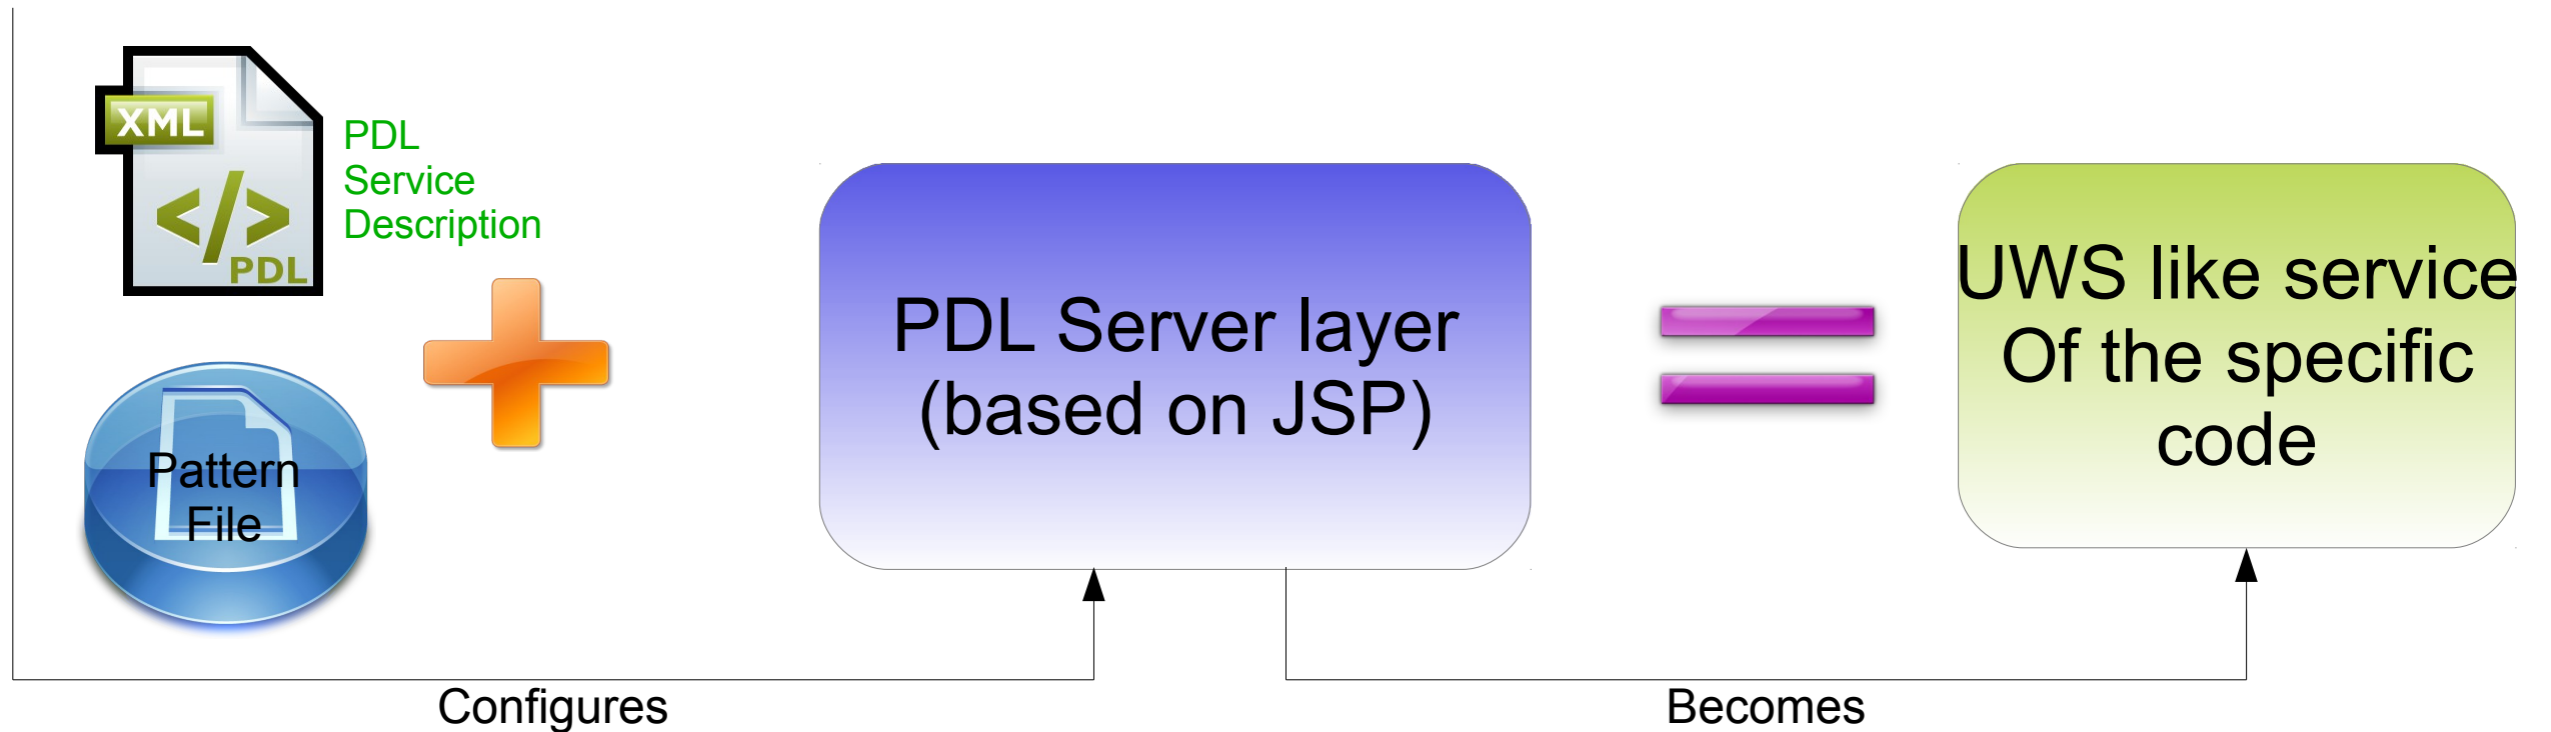 XML
</>
PDL
PDL
Service
Description
Pattern
File
PDL Server layer
(based on JSP)
UWS like service
Of the specific
code
Configures
Becomes